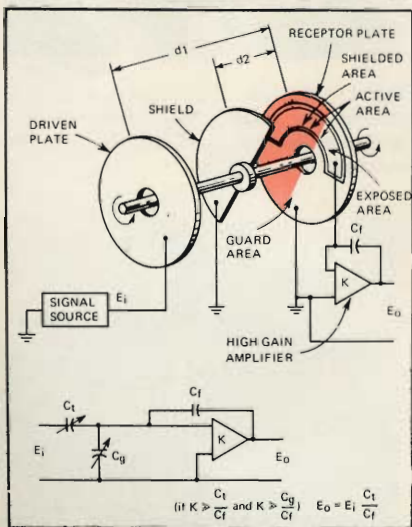 RECEPTOR PLATE
d1
SHIELDED
AREA
d2
ACTIVE
AREA
SHIELD
DRIVEN
PLATE
EXPOSED
AREA
GUARD
AREA
Cf
Ei
K
Eo
SIGNAL
SOURCE
HIGH GAIN
AMPLIFIER
Cf
Ct
Ei
Cg
K
Eo
(if K ≫ Ct/Cf and K ≫ Cg/Cf) Eo = Ei Ct/Cf